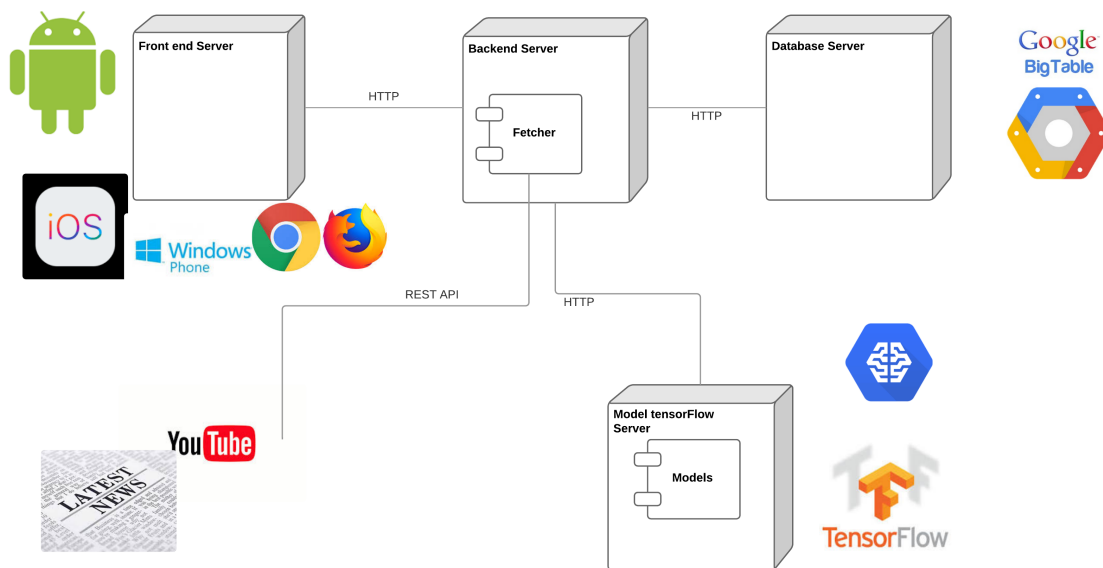 Front end Server
Backend Server
Database Server
Google
BigTable
HTTP
HTTP
Fetcher
iOS
Windows
Phone
REST API
HTTP
Model tensorFlow
Server
Models
YouTube
LATEST
NEWS
TF
TensorFlow